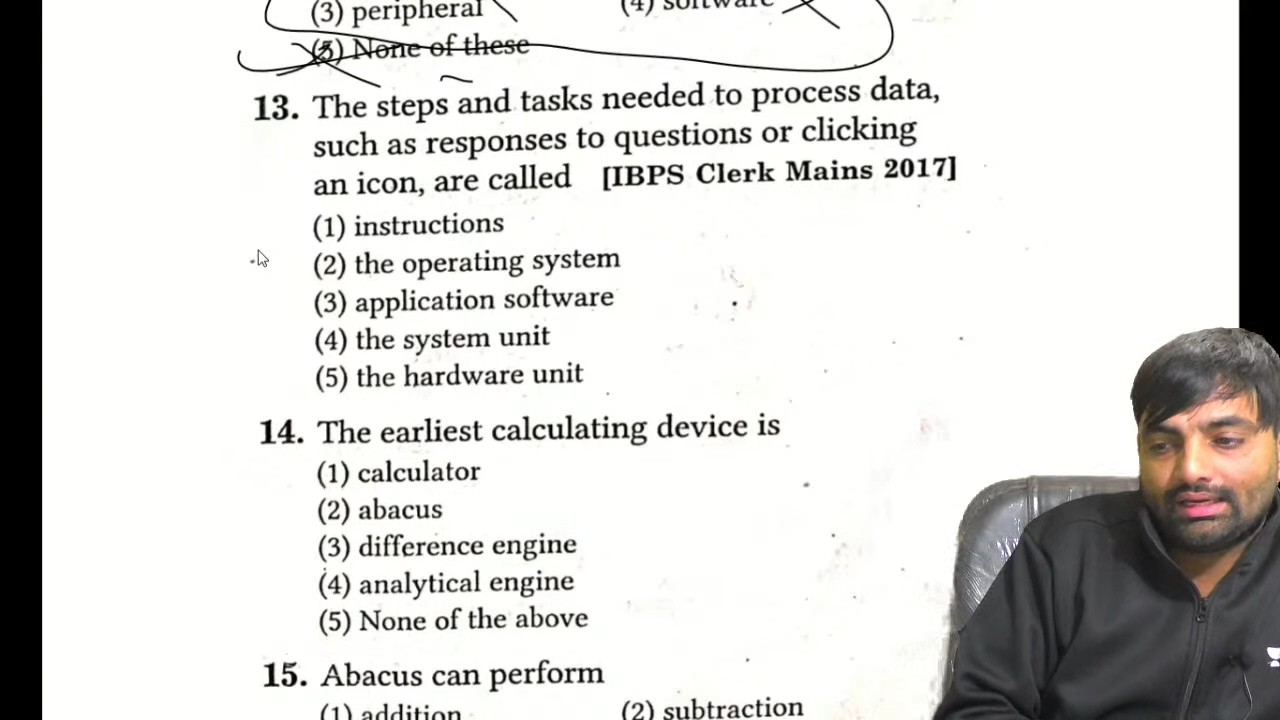 (3) peripheral (4) software
(5) None of these
13. The steps and tasks needed to process data,
such as responses to questions or clicking
an icon, are called [IBPS Clerk Mains 2017]
(1) instructions
(2) the operating system
(3) application software
(4) the system unit
(5) the hardware unit
14. The earliest calculating device is
(1) calculator
(2) abacus
(3) difference engine
(4) analytical engine
(5) None of the above
15. Abacus can perform
(1) addition (2) subtraction